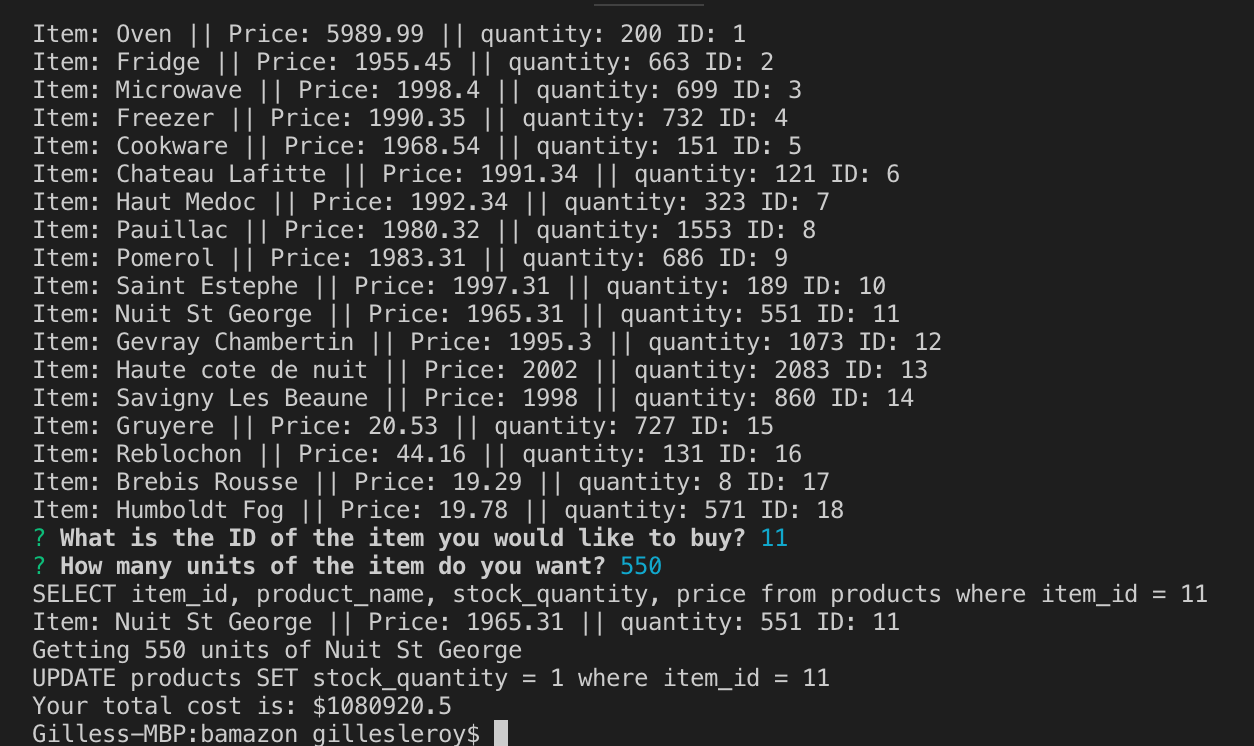 Item: Oven || Price: 5989.99 || quantity: 200 ID: 1
Item: Fridge || Price: 1955.45 || quantity: 663 ID: 2
Item: Microwave || Price: 1998.4 || quantity: 699 ID: 3
Item: Freezer || Price: 1990.35 || quantity: 732 ID: 4
Item: Cookware || Price: 1968.54 || quantity: 151 ID: 5
Item: Chateau Lafitte || Price: 1991.34 || quantity: 121 ID: 6
Item: Haut Medoc || Price: 1992.34 || quantity: 323 ID: 7
Item: Pauillac || Price: 1980.32 || quantity: 1553 ID: 8
Item: Pomerol || Price: 1983.31 || quantity: 686 ID: 9
Item: Saint Estephe || Price: 1997.31 || quantity: 189 ID: 10
Item: Nuit St George || Price: 1965.31 || quantity: 551 ID: 11
Item: Gevray Chambertin || Price: 1995.3 || quantity: 1073 ID: 12
Item: Haute cote de nuit || Price: 2002 || quantity: 2083 ID: 13
Item: Savigny Les Beaune || Price: 1998 || quantity: 860 ID: 14
Item: Gruyere || Price: 20.53 || quantity: 727 ID: 15
Item: Reblochon || Price: 44.16 || quantity: 131 ID: 16
Item: Brebis Rousse || Price: 19.29 || quantity: 8 ID: 17
Item: Humboldt Fog || Price: 19.78 || quantity: 571 ID: 18
? What is the ID of the item you would like to buy? 11
? How many units of the item do you want? 550
SELECT item_id, product_name, stock_quantity, price from products where item_id = 11
Item: Nuit St George || Price: 1965.31 || quantity: 551 ID: 11
Getting 550 units of Nuit St George
UPDATE products SET stock_quantity = 1 where item_id = 11
Your total cost is: $1080920.5
Gilless-MBP:bamazon gillesleroy$